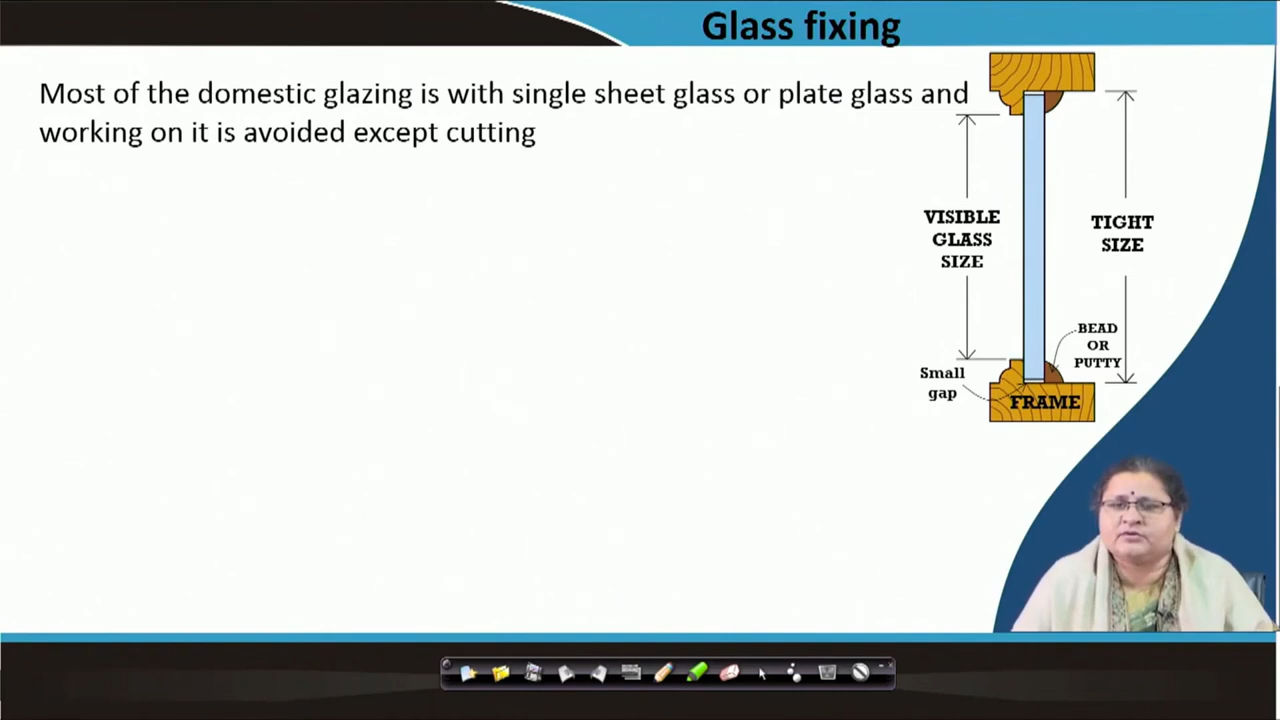 Glass fixing
Most of the domestic glazing is with single sheet glass or plate glass and
working on it is avoided except cutting
VISIBLE
GLASS
SIZE
TIGHT
SIZE
BEAD
OR
PUTTY
Small
gap
FRAME